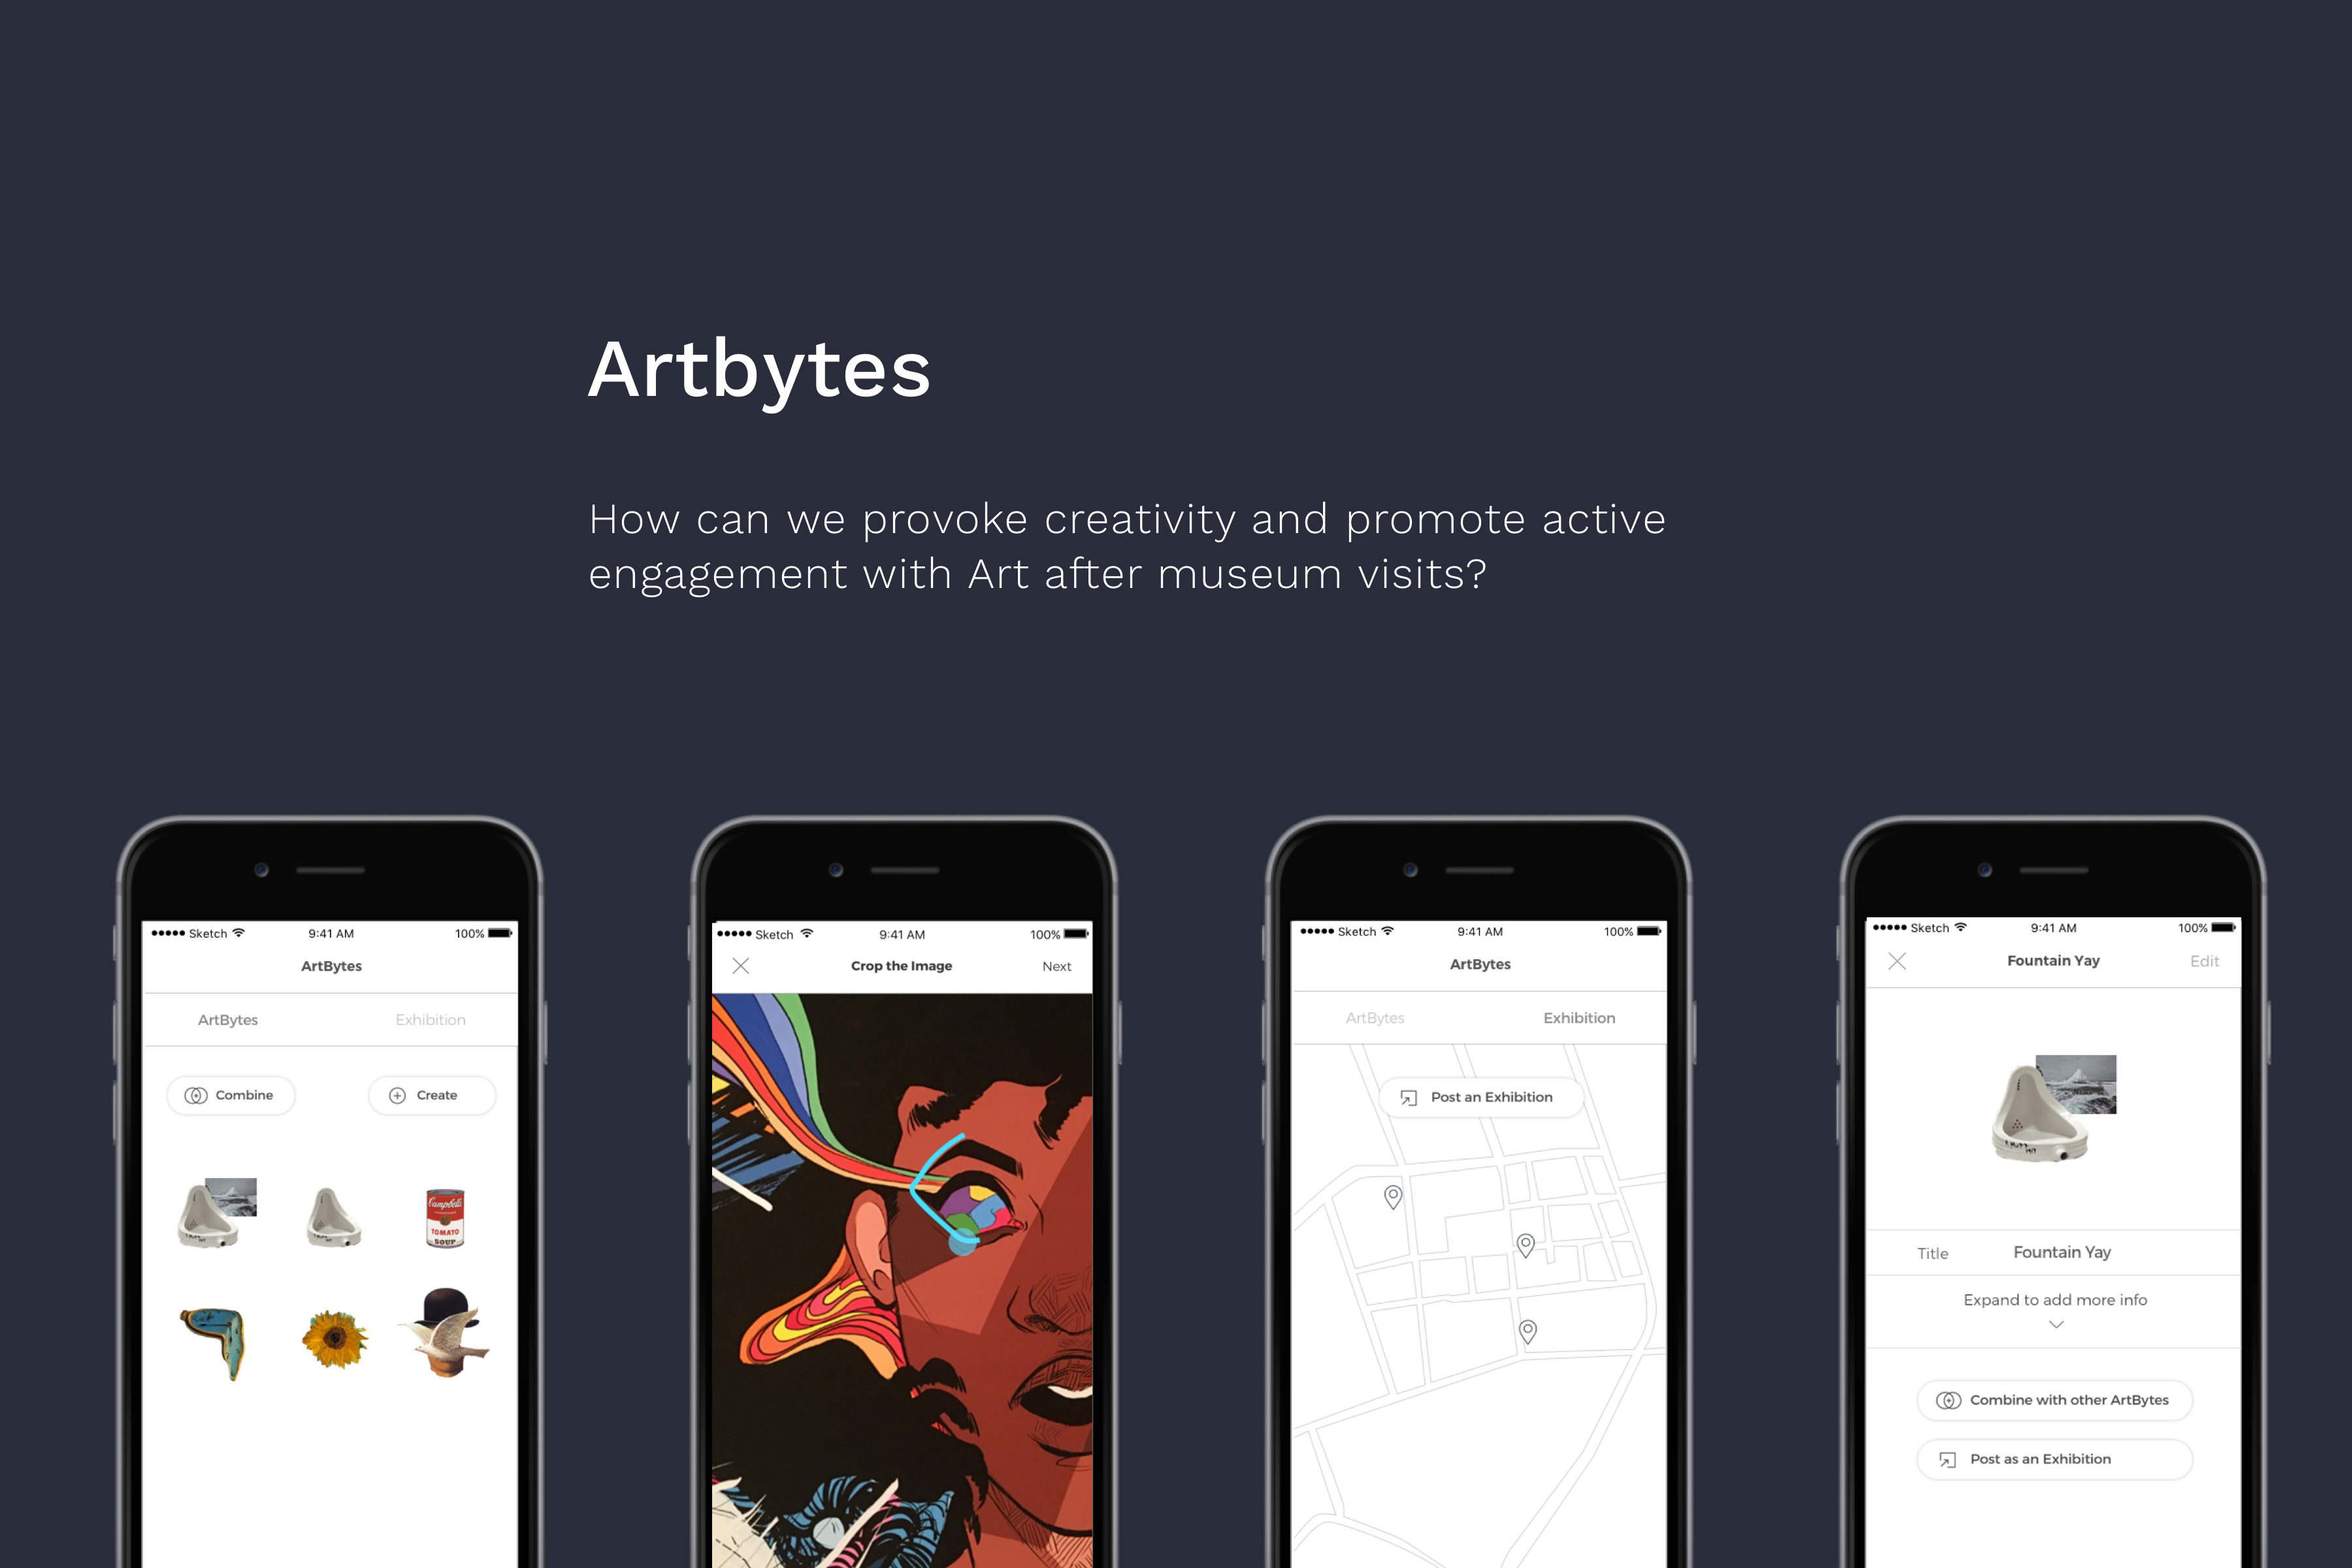 Artbytes
How can we provoke creativity and promote active
engagement with Art after museum visits?
Sketch 9:41 AM 100%
ArtBytes
ArtBytes Exhibition
Combine Create
Campbell's
TOMATO
SOUP
Sketch 9:41 AM 100%
Crop the Image Next
Sketch 9:41 AM 100%
ArtBytes
ArtBytes Exhibition
Post an Exhibition
Sketch 9:41 AM 100%
Fountain Yay Edit
Title Fountain Yay
Expand to add more info
Combine with other ArtBytes
Post as an Exhibition